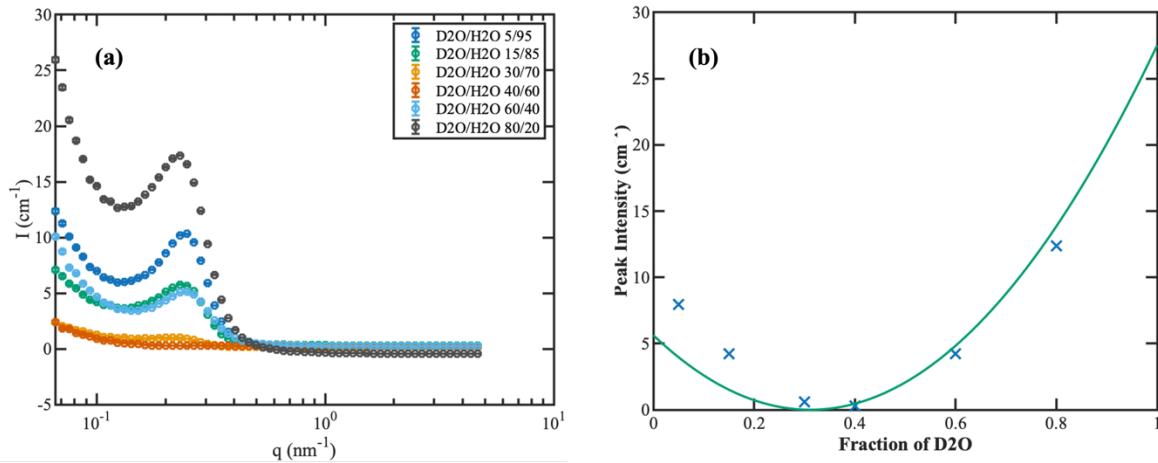 (a)
D2O/H2O 5/95
D2O/H2O 15/85
D2O/H2O 30/70
D2O/H2O 40/60
D2O/H2O 60/40
D2O/H2O 80/20
30
25
20
15
10
5
0
-5
I (cm⁻¹)
10⁻¹
10⁰
10¹
q (nm⁻¹)
(b)
30
25
20
15
10
5
0
Peak Intensity
0
0.2
0.4
0.6
0.8
1
Fraction of D2O